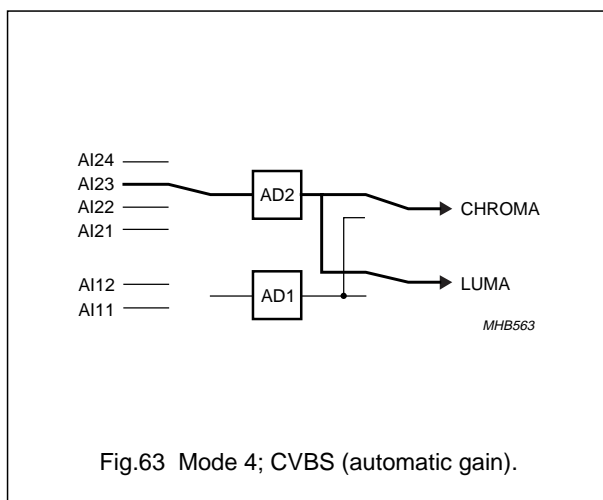 AI24
AI23
AI22
AI21
AD2
CHROMA
AI12
AI11
AD1
LUMA
MHB563
Fig.63 Mode 4; CVBS (automatic gain).